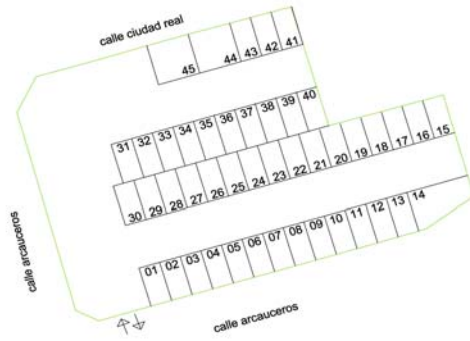 calle ciudad real
45 44 43 42 41
31 32 33 34 35 36 37 38 39 40
30 29 28 27 26 25 24 23 22 21 20 19 18 17 16 15
01 02 03 04 05 06 07 08 09 10 11 12 13 14
calle arcauceros
calle arcauceros